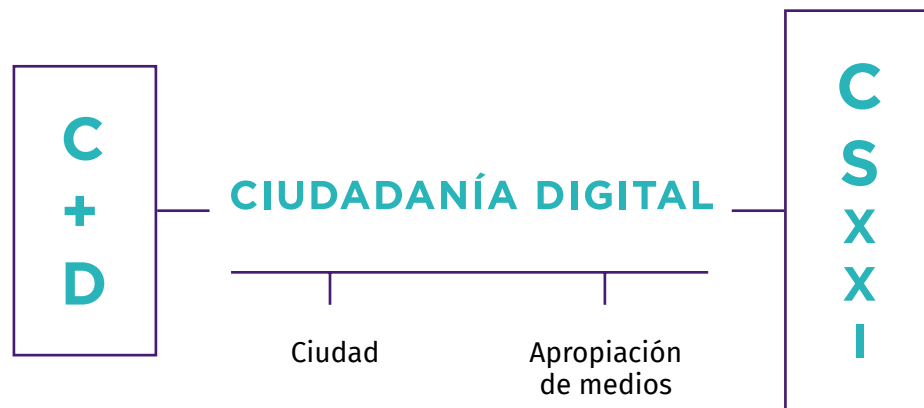 C
+
D
CIUDADANÍA DIGITAL
Ciudad
Apropiación
de medios
C
S
X
X
I